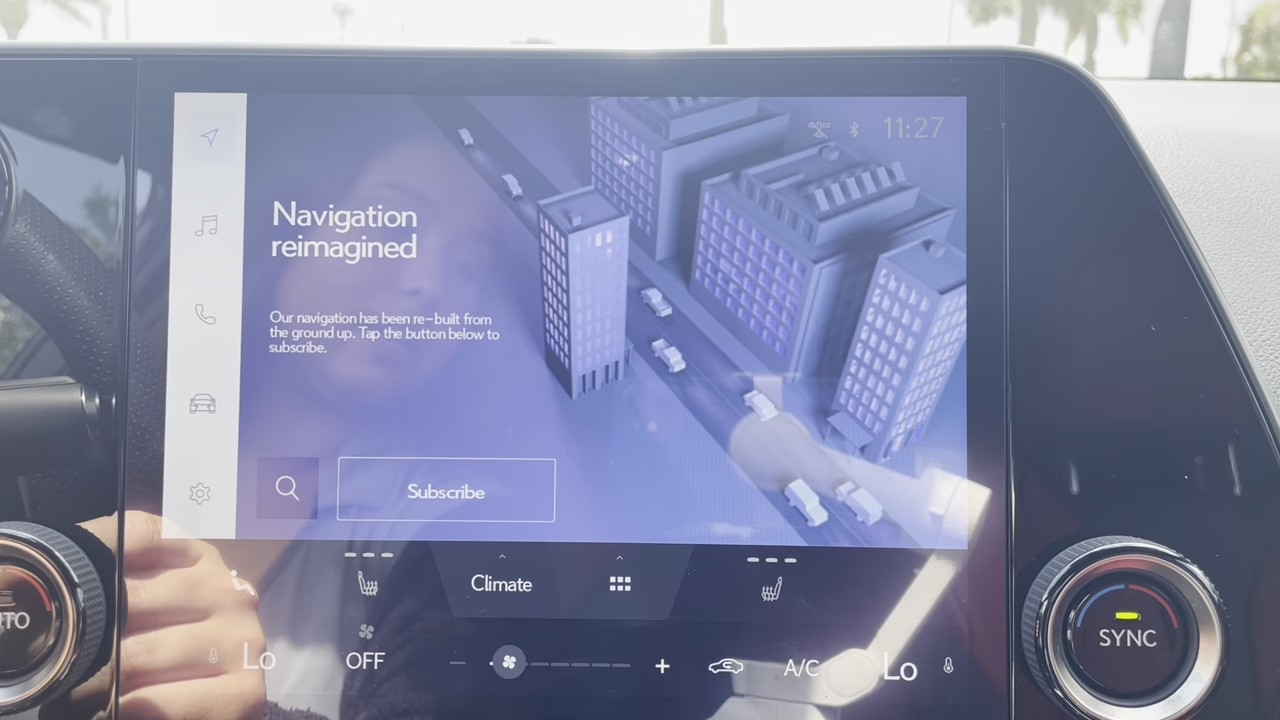 11:27
Navigation
reimagined
Our navigation has been re-built from
the ground up. Tap the button below to
subscribe.
Subscribe
Climate
Lo
OFF
A/C
Lo
SYNC